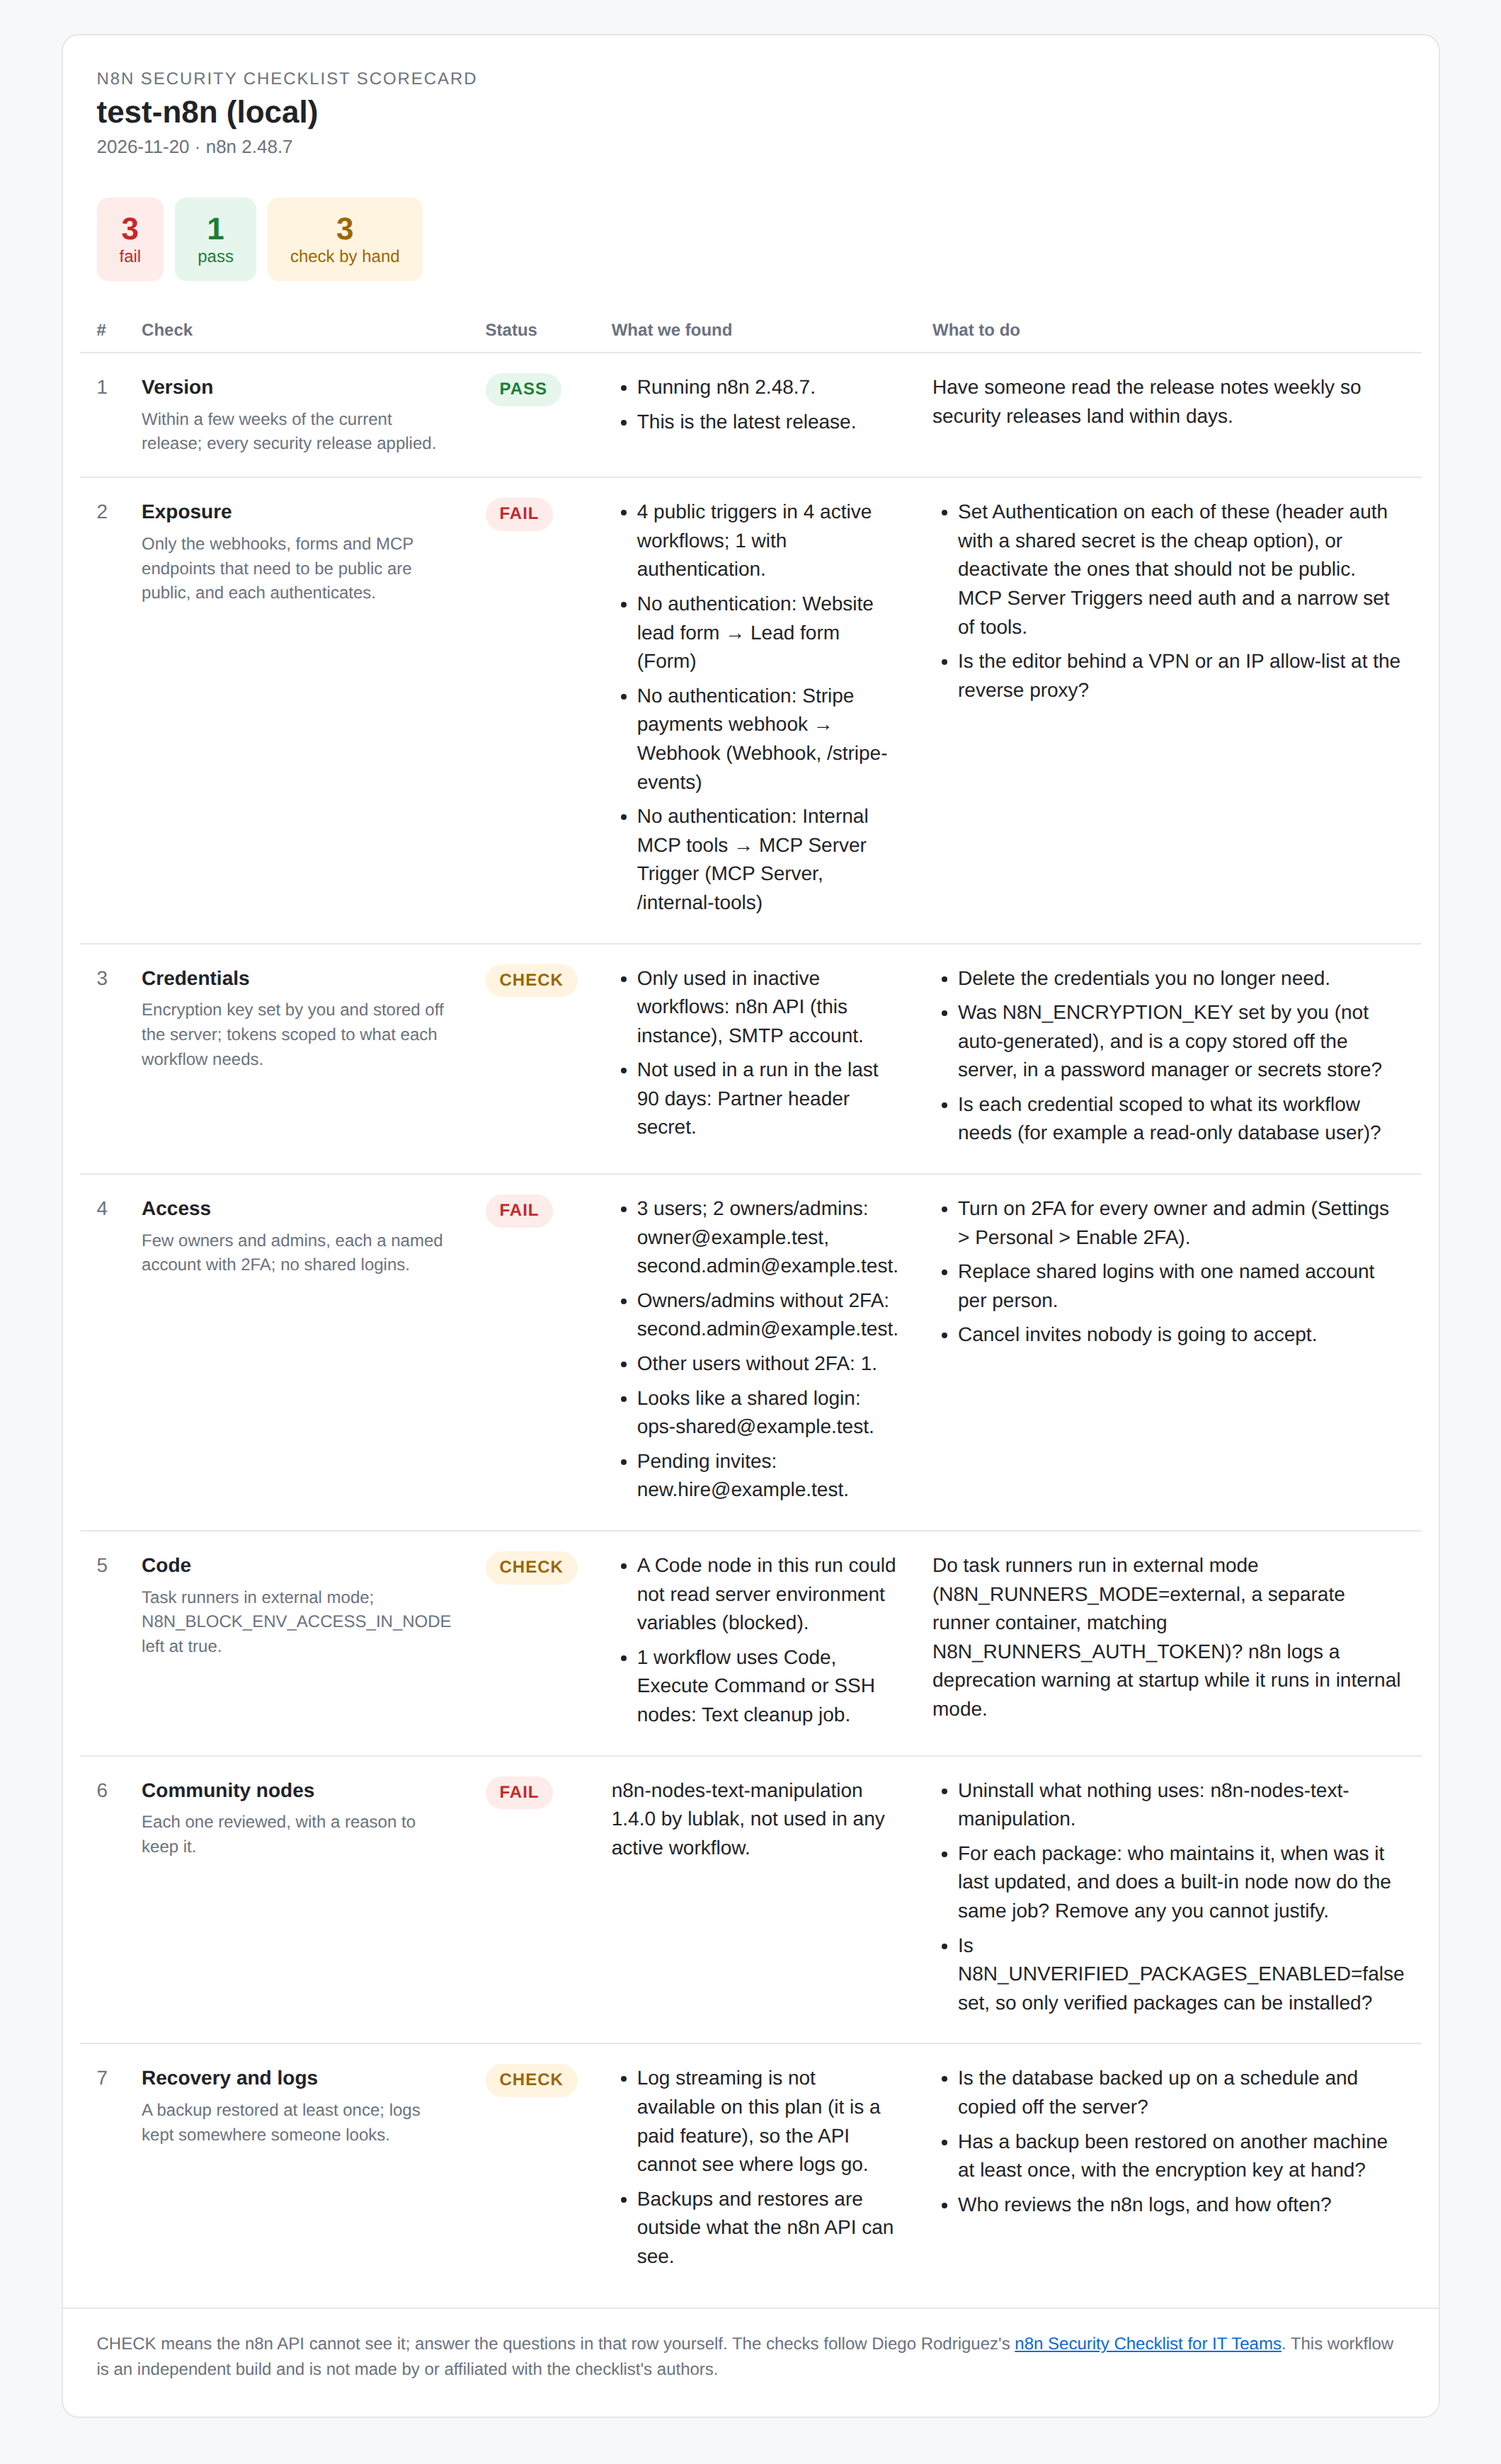 N8N SECURITY CHECKLIST SCORECARD
test-n8n (local)
2026-11-20 · n8n 2.48.7
3
fail
1
pass
3
check by hand
# Check Status What we found What to do
1
Version
Within a few weeks of the current
release; every security release applied.
PASS
• Running n8n 2.48.7.
• This is the latest release.
Have someone read the release notes weekly so
security releases land within days.
2
Exposure
Only the webhooks, forms and MCP
endpoints that need to be public are
public, and each authenticates.
FAIL
• 4 public triggers in 4 active
workflows; 1 with
authentication.
• No authentication: Website
lead form → Lead form
(Form)
• No authentication: Stripe
payments webhook →
Webhook (Webhook, /stripe-
events)
• No authentication: Internal
MCP tools → MCP Server
Trigger (MCP Server,
/internal-tools)
• Set Authentication on each of these (header auth
with a shared secret is the cheap option), or
deactivate the ones that should not be public.
MCP Server Triggers need auth and a narrow set
of tools.
• Is the editor behind a VPN or an IP allow-list at the
reverse proxy?
3
Credentials
Encryption key set by you and stored off
the server; tokens scoped to what each
workflow needs.
CHECK
• Only used in inactive
workflows: n8n API (this
instance), SMTP account.
• Not used in a run in the last
90 days: Partner header
secret.
• Delete the credentials you no longer need.
• Was N8N_ENCRYPTION_KEY set by you (not
auto-generated), and is a copy stored off the
server, in a password manager or secrets store?
• Is each credential scoped to what its workflow
needs (for example a read-only database user)?
4
Access
Few owners and admins, each a named
account with 2FA; no shared logins.
FAIL
• 3 users; 2 owners/admins:
owner@example.test,
second.admin@example.test.
• Owners/admins without 2FA:
second.admin@example.test.
• Other users without 2FA: 1.
• Looks like a shared login:
ops-shared@example.test.
• Pending invites:
new.hire@example.test.
• Turn on 2FA for every owner and admin (Settings
> Personal > Enable 2FA).
• Replace shared logins with one named account
per person.
• Cancel invites nobody is going to accept.
5
Code
Task runners in external mode;
N8N_BLOCK_ENV_ACCESS_IN_NODE
left at true.
CHECK
• A Code node in this run could
not read server environment
variables (blocked).
• 1 workflow uses Code,
Execute Command or SSH
nodes: Text cleanup job.
Do task runners run in external mode
(N8N_RUNNERS_MODE=external, a separate
runner container, matching
N8N_RUNNERS_AUTH_TOKEN)? n8n logs a
deprecation warning at startup while it runs in internal
mode.
6
Community nodes
Each one reviewed, with a reason to
keep it.
FAIL
n8n-nodes-text-manipulation
1.4.0 by lublak, not used in any
active workflow.
• Uninstall what nothing uses: n8n-nodes-text-
manipulation.
• For each package: who maintains it, when was it
last updated, and does a built-in node now do the
same job? Remove any you cannot justify.
• Is
N8N_UNVERIFIED_PACKAGES_ENABLED=false
set, so only verified packages can be installed?
7
Recovery and logs
A backup restored at least once; logs
kept somewhere someone looks.
CHECK
• Log streaming is not
available on this plan (it is a
paid feature), so the API
cannot see where logs go.
• Backups and restores are
outside what the n8n API can
see.
• Is the database backed up on a schedule and
copied off the server?
• Has a backup been restored on another machine
at least once, with the encryption key at hand?
• Who reviews the n8n logs, and how often?
CHECK means the n8n API cannot see it; answer the questions in that row yourself. The checks follow Diego Rodriguez's n8n Security Checklist for IT Teams. This workflow
is an independent build and is not made by or affiliated with the checklist's authors.